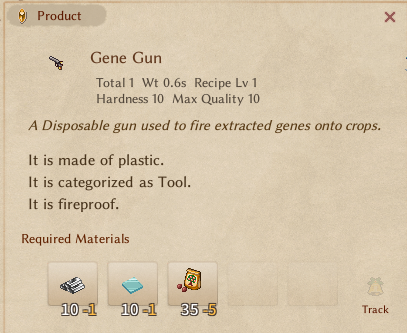 Product
Gene Gun
Total 1 Wt 0.6s Recipe Lv 1
Hardness 10 Max Quality 10
A Disposable gun used to fire extracted genes onto crops.
It is made of plastic.
It is categorized as Tool.
It is fireproof.
Required Materials
10 -1 10 -1 35 -5
Track